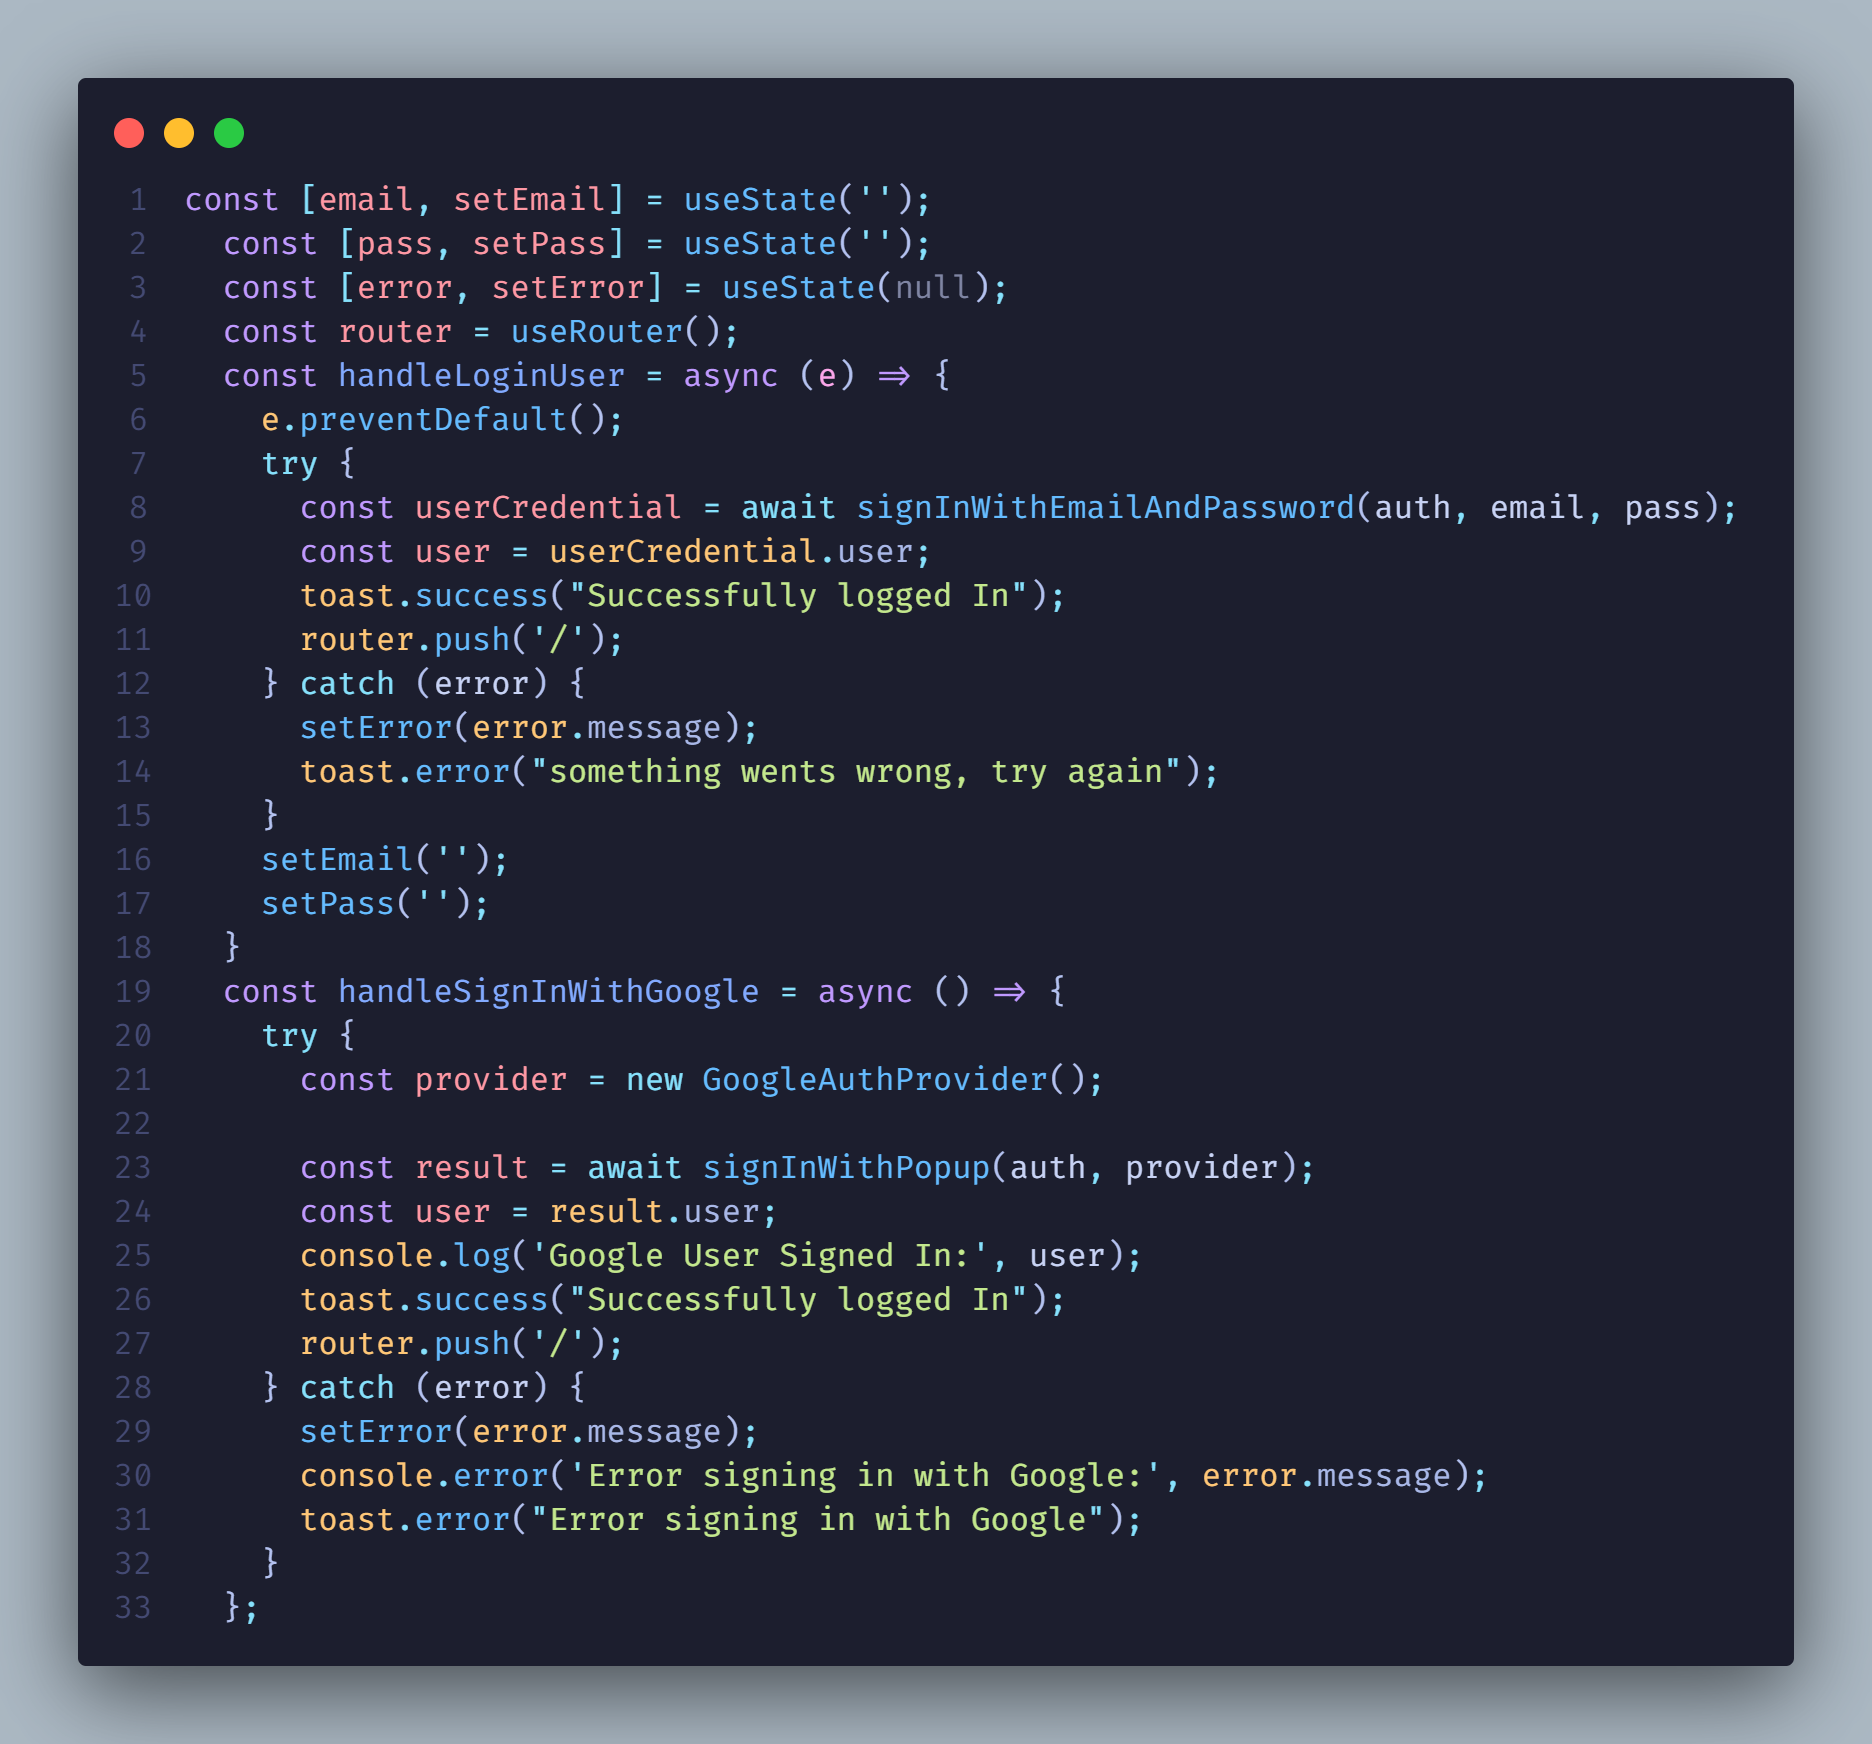 1 const [email, setEmail] = useState('');
2   const [pass, setPass] = useState('');
3   const [error, setError] = useState(null);
4   const router = useRouter();
5   const handleLoginUser = async (e) => {
6     e.preventDefault();
7     try {
8       const userCredential = await signInWithEmailAndPassword(auth, email, pass);
9       const user = userCredential.user;
10       toast.success("Successfully logged In");
11       router.push('/');
12     } catch (error) {
13       setError(error.message);
14       toast.error("something wents wrong, try again");
15     }
16     setEmail('');
17     setPass('');
18   }
19   const handleSignInWithGoogle = async () => {
20     try {
21       const provider = new GoogleAuthProvider();
22
23       const result = await signInWithPopup(auth, provider);
24       const user = result.user;
25       console.log('Google User Signed In:', user);
26       toast.success("Successfully logged In");
27       router.push('/');
28     } catch (error) {
29       setError(error.message);
30       console.error('Error signing in with Google:', error.message);
31       toast.error("Error signing in with Google");
32     }
33   };